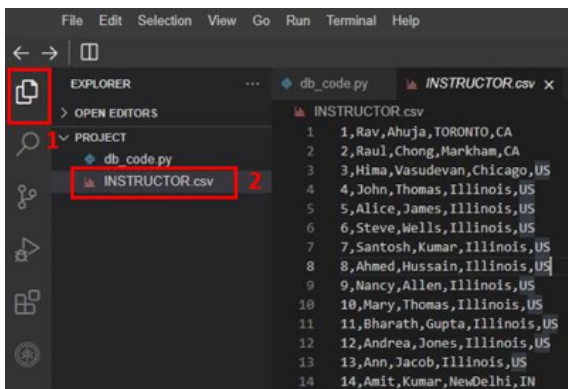 File Edit Selection View Go Run Terminal Help
EXPLORER ...
OPEN EDITORS
1 PROJECT
db_code.py
INSTRUCTOR.csv 2
db_code.py INSTRUCTOR.csv ×
INSTRUCTOR.csv
1 1,Rav,Ahuja,TORONTO,CA
2 2,Raul,Chong,Markham,CA
3 3,Hima,Vasudevan,Chicago,US
4 4,John,Thomas,Illinois,US
5 5,Alice,James,Illinois,US
6 6,Steve,Wells,Illinois,US
7 7,Santosh,Kumar,Illinois,US
8 8,Ahmed,Hussain,Illinois,US
9 9,Nancy,Allen,Illinois,US
10 10,Mary,Thomas,Illinois,US
11 11,Bharath,Gupta,Illinois,US
12 12,Andrea,Jones,Illinois,US
13 13,Ann,Jacob,Illinois,US
14 14,Amit,Kumar,NewDelhi,IN